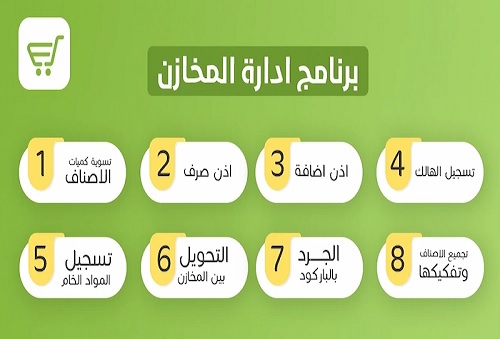 برنامج ادارة المخازن
1
تسوية كميات
الاصناف
2
اذن صرف
3
اذن اضافة
4
تسجيل الهالك
5
تسجيل
المواد الخام
6
التحويل
بين المخازن
7
الجرد
بالباركود
8
تجميع الاصناف
وتفكيكها